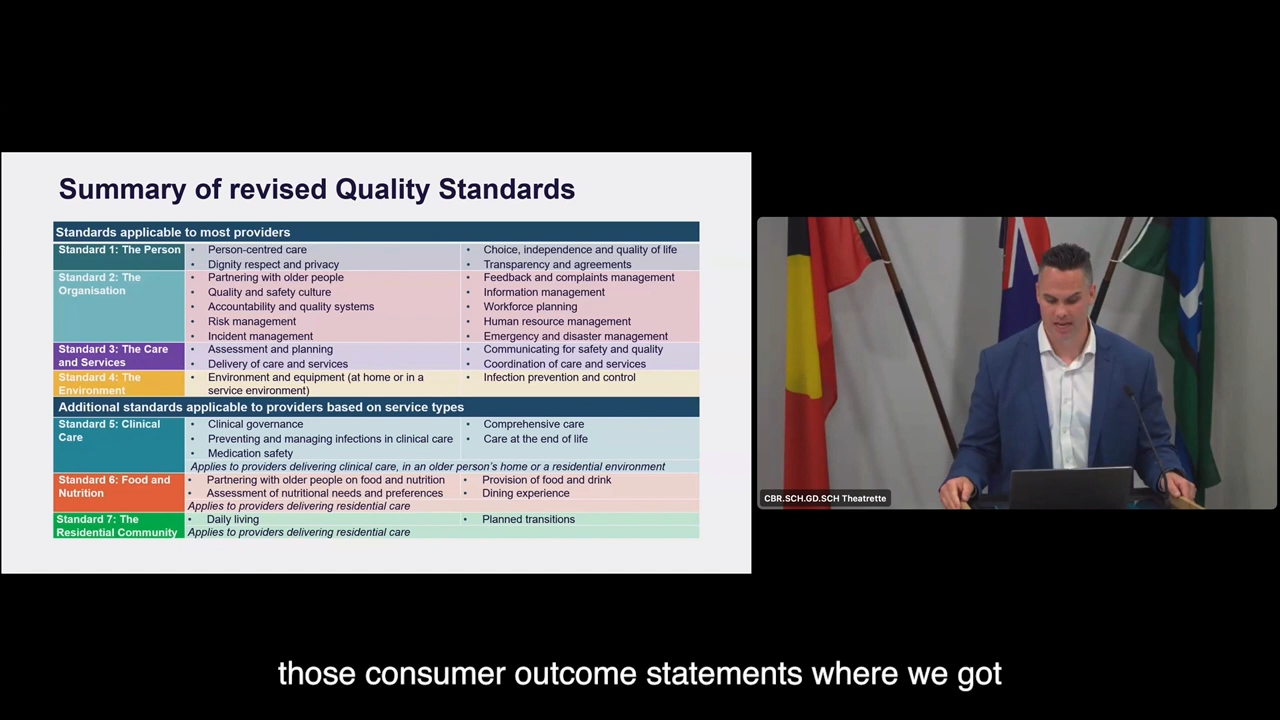 Summary of revised Quality Standards
Standards applicable to most providers
Standard 1: The Person
• Person-centred care
• Dignity respect and privacy
• Choice, independence and quality of life
• Transparency and agreements
Standard 2: The
Organisation
• Partnering with older people
• Quality and safety culture
• Accountability and quality systems
• Risk management
• Incident management
• Feedback and complaints management
• Information management
• Workforce planning
• Human resource management
• Emergency and disaster management
Standard 3: The Care
and Services
• Assessment and planning
• Delivery of care and services
• Communicating for safety and quality
• Coordination of care and services
Standard 4: The
Environment
• Environment and equipment (at home or in a
service environment)
• Infection prevention and control
Additional standards applicable to providers based on service types
Standard 5: Clinical
Care
• Clinical governance
• Preventing and managing infections in clinical care
• Medication safety
• Comprehensive care
• Care at the end of life
Applies to providers delivering clinical care, in an older person's home or a residential environment
Standard 6: Food and
Nutrition
• Partnering with older people on food and nutrition
• Assessment of nutritional needs and preferences
• Provision of food and drink
• Dining experience
Applies to providers delivering residential care
Standard 7: The
Residential Community
• Daily living
• Planned transitions
Applies to providers delivering residential care
CBR.SCH.GD.SCH Theatrette
those consumer outcome statements where we got